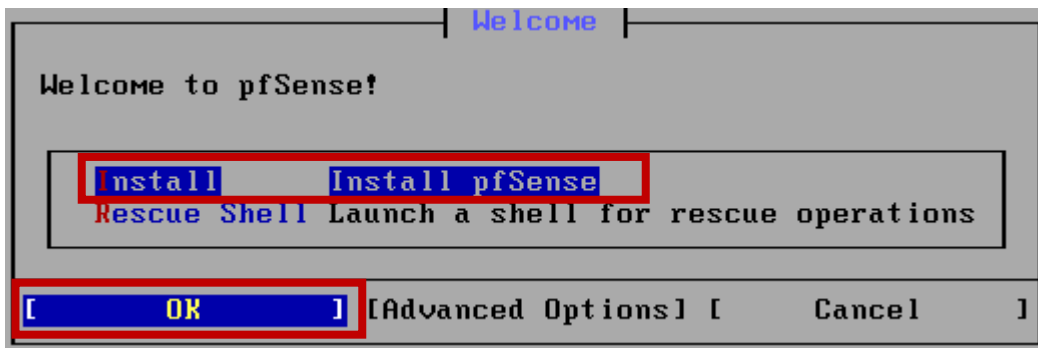 Welcome
Welcome to pfSense!
Install Install pfSense
Rescue Shell Launch a shell for rescue operations
[ OK ] [Advanced Options] [ Cancel ]